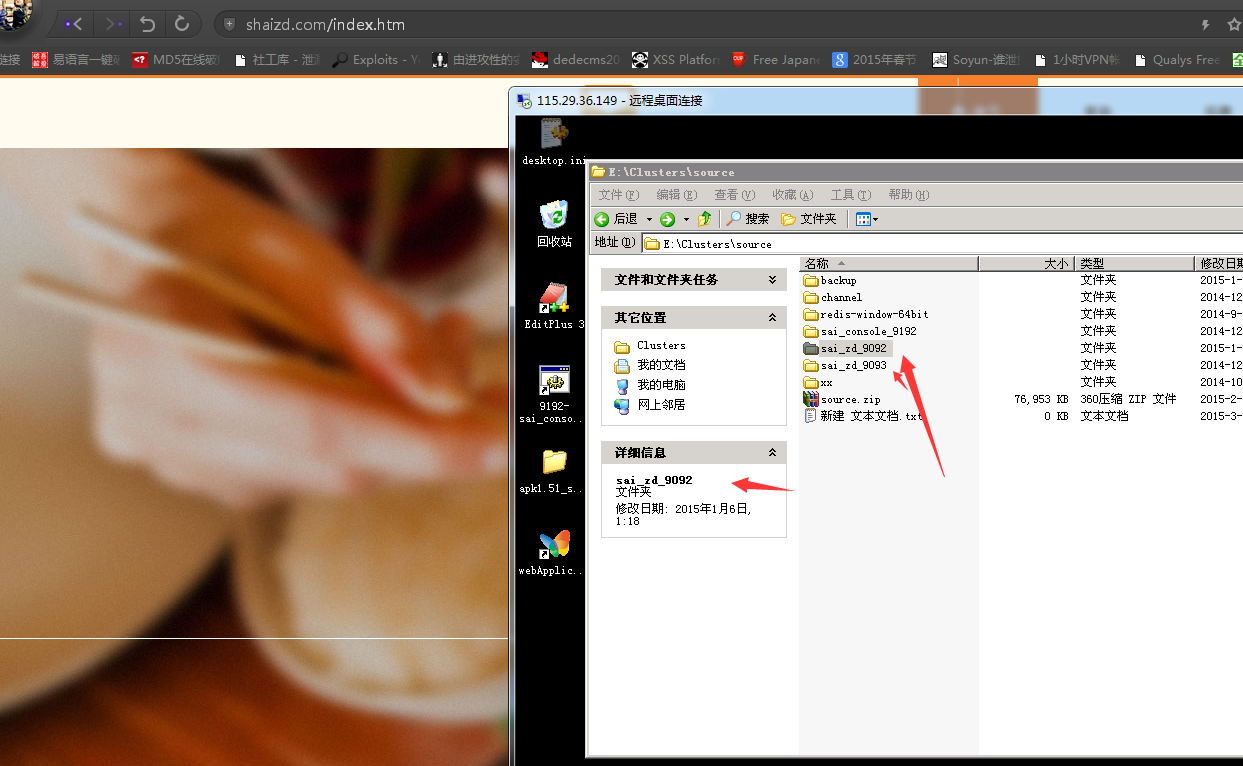 shaizd.com/index.htm
链接 易语言一键破 MD5在线破 社工库 - 泄 Exploits - Y 由进攻性的 dedecms20 XSS Platfor Free Japan 2015年春节 Soyun-谁泄 1小时VPN帐 Qualys Free
115.29.36.149 - 远程桌面连接
desktop.ini
回收站
EditPlus 3
9192-
sai_conso..
apk1.51_s..
webApplic..
E:\Clusters\source
文件(F) 编辑(E) 查看(V) 收藏(A) 工具(T) 帮助(H)
后退 搜索 文件夹
地址(D) E:\Clusters\source
文件和文件夹任务
其它位置
Clusters
我的文档
我的电脑
网上邻居
详细信息
sai_zd_9092
文件夹
修改日期: 2015年1月6日,
1:18
名称 大小 类型 修改日期
backup 文件夹 2015-1-
channel 文件夹 2014-12
redis-window-64bit 文件夹 2014-9-
sai_console_9192 文件夹 2014-12
sai_zd_9092 文件夹 2015-1-
sai_zd_9093 文件夹 2014-12
xx 文件夹 2014-10
source.zip 76,953 KB 360压缩 ZIP 文件 2015-2-
新建 文本文档.txt 0 KB 文本文档 2015-3-